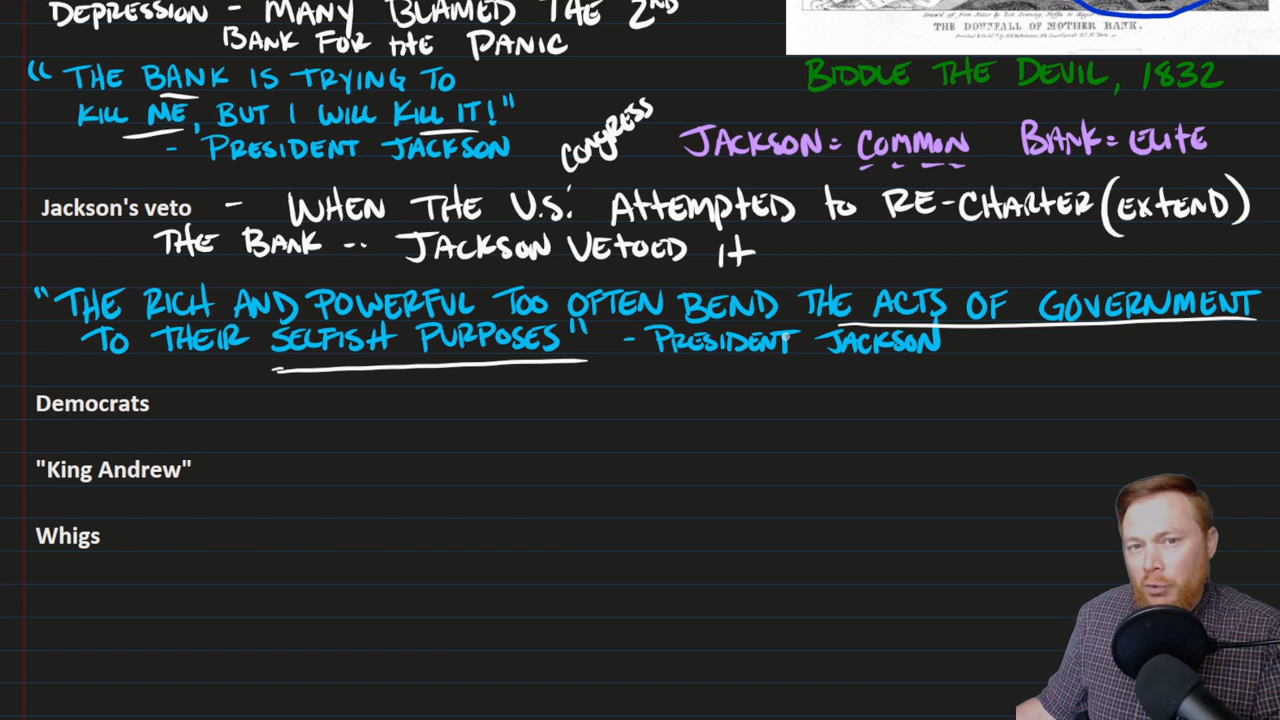 DEPRESSION - MANY BLAMED THE 2ND
BANK FOR THE PANIC
THE DOWNFALL OF MOTHER BANK.
BIDDLE THE DEVIL, 1832
"THE BANK IS TRYING TO
KILL ME, BUT I WILL KILL IT!"
- PRESIDENT JACKSON
CONGRESS
JACKSON = COMMON BANK = ELITE
Jackson's veto - WHEN THE U.S. ATTEMPTED to RE-CHARTER (EXTEND)
THE BANK -- JACKSON VETOED it
"THE RICH AND POWERFUL TOO OFTEN BEND THE ACTS OF GOVERNMENT
TO THEIR SELFISH PURPOSES" - PRESIDENT JACKSON
Democrats
"King Andrew"
Whigs